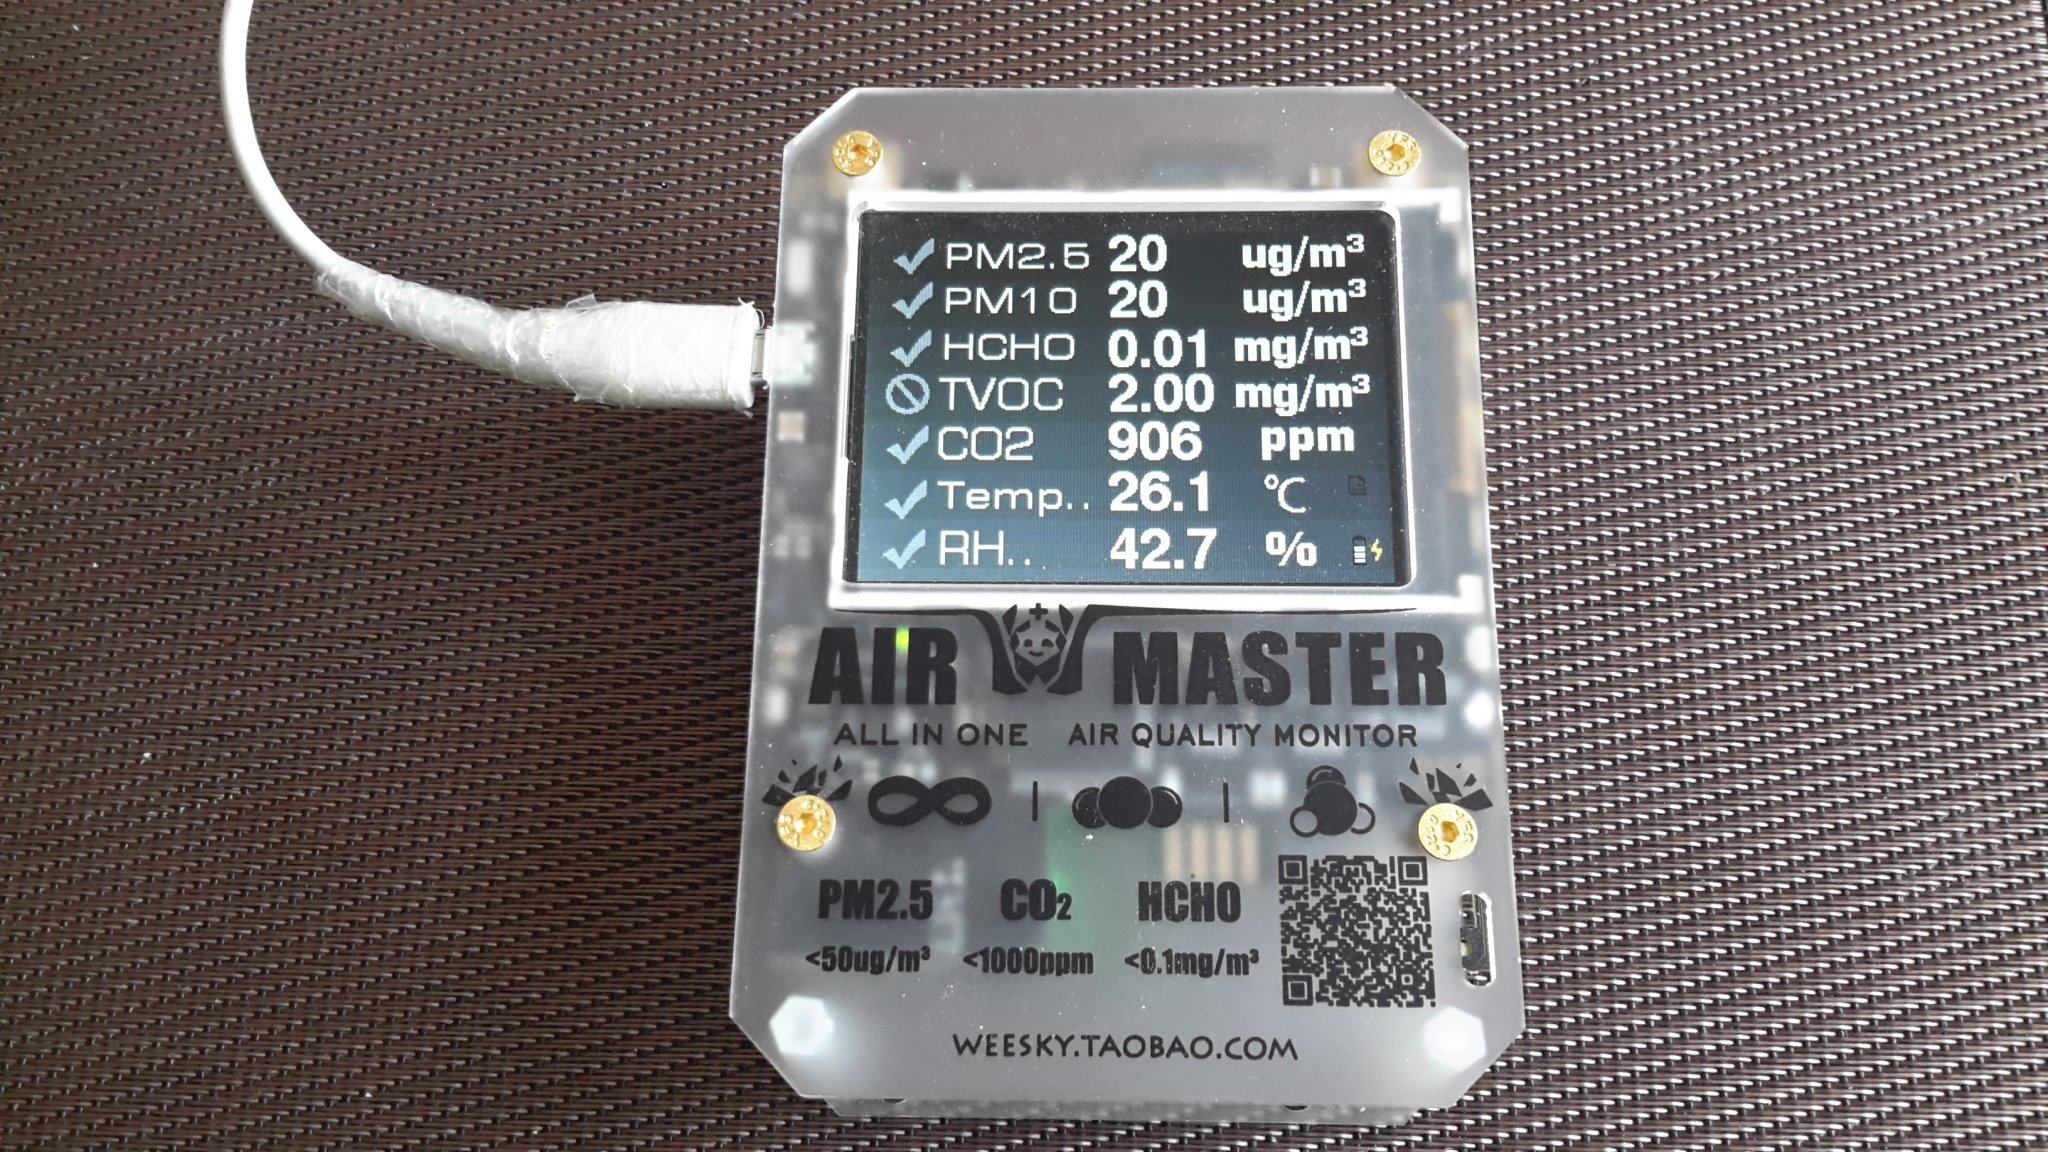 PM2.5 20 ug/m³
PM10 20 ug/m³
HCHO 0.01 mg/m³
TVOC 2.00 mg/m³
CO2 906 ppm
Temp.. 26.1 ℃
RH.. 42.7 %
AIR MASTER
ALL IN ONE AIR QUALITY MONITOR
PM2.5 CO₂ HCHO
<50ug/m³ <1000ppm <0.1mg/m³
WEESKY.TAOBAO.COM